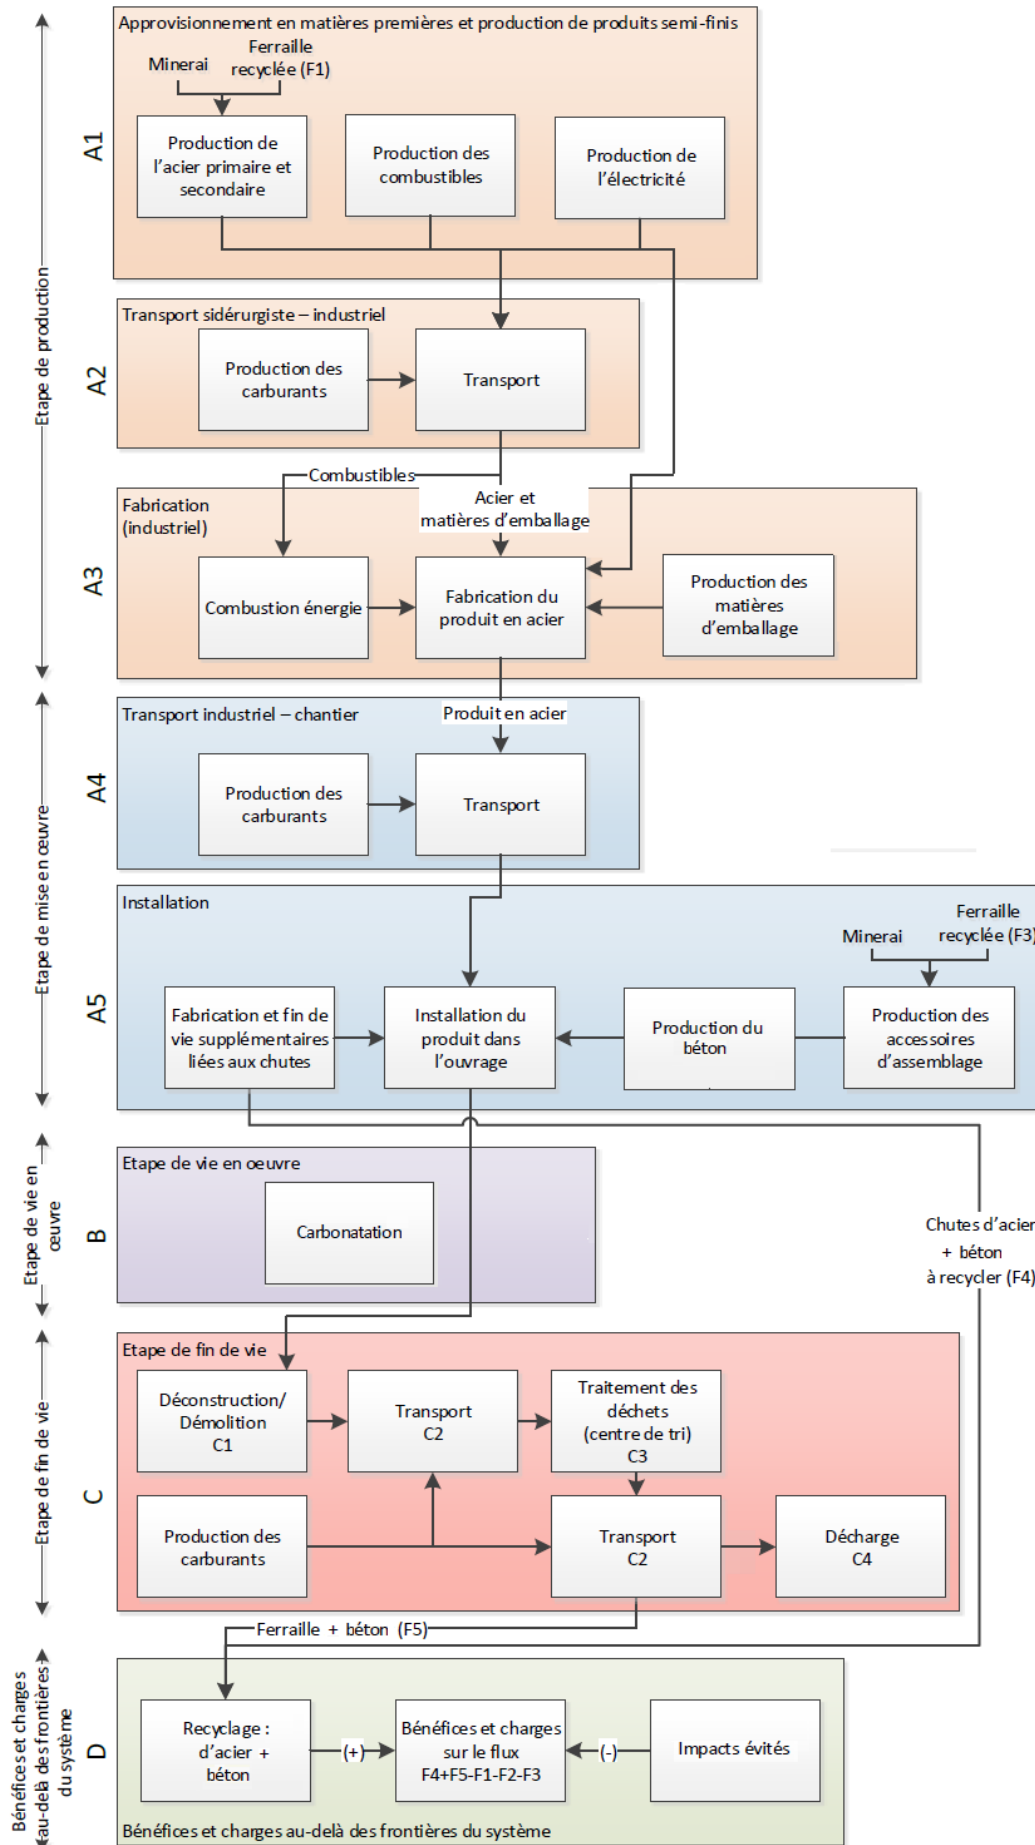 Approvisionnement en matières premières et production de produits semi-finis
Minerai
Ferraille
recyclée (F1)
A1
Production de
l'acier primaire et
secondaire
Production des
combustibles
Production de
l'électricité
Etape de production
Transport sidérurgiste – industriel
A2
Production des
carburants
Transport
Combustibles
Acier et
matières d'emballage
Fabrication
(industriel)
A3
Combustion énergie
Fabrication du
produit en acier
Production des
matières
d'emballage
Transport industriel – chantier
Produit en acier
A4
Production des
carburants
Transport
Etape de mise en œuvre
Installation
Minerai
Ferraille
recyclée (F3)
A5
Fabrication et fin de
vie supplémentaires
liées aux chutes
Installation du
produit dans
l'ouvrage
Production du
béton
Production des
accessoires
d'assemblage
Etape de vie en
œuvre
Etape de vie en oeuvre
B
Carbonatation
Chutes d'acier
+ béton
à recycler (F4)
Etape de fin de vie
Etape de fin de vie
C
Déconstruction/
Démolition
C1
Transport
C2
Traitement des
déchets
(centre de tri)
C3
Production des
carburants
Transport
C2
Décharge
C4
Ferraille + béton (F5)
Bénéfices et charges
au-delà des frontières
du système
D
Recyclage :
d'acier +
béton
(+)
Bénéfices et charges
sur le flux
F4+F5-F1-F2-F3
(-)
Impacts évités
Bénéfices et charges au-delà des frontières du système